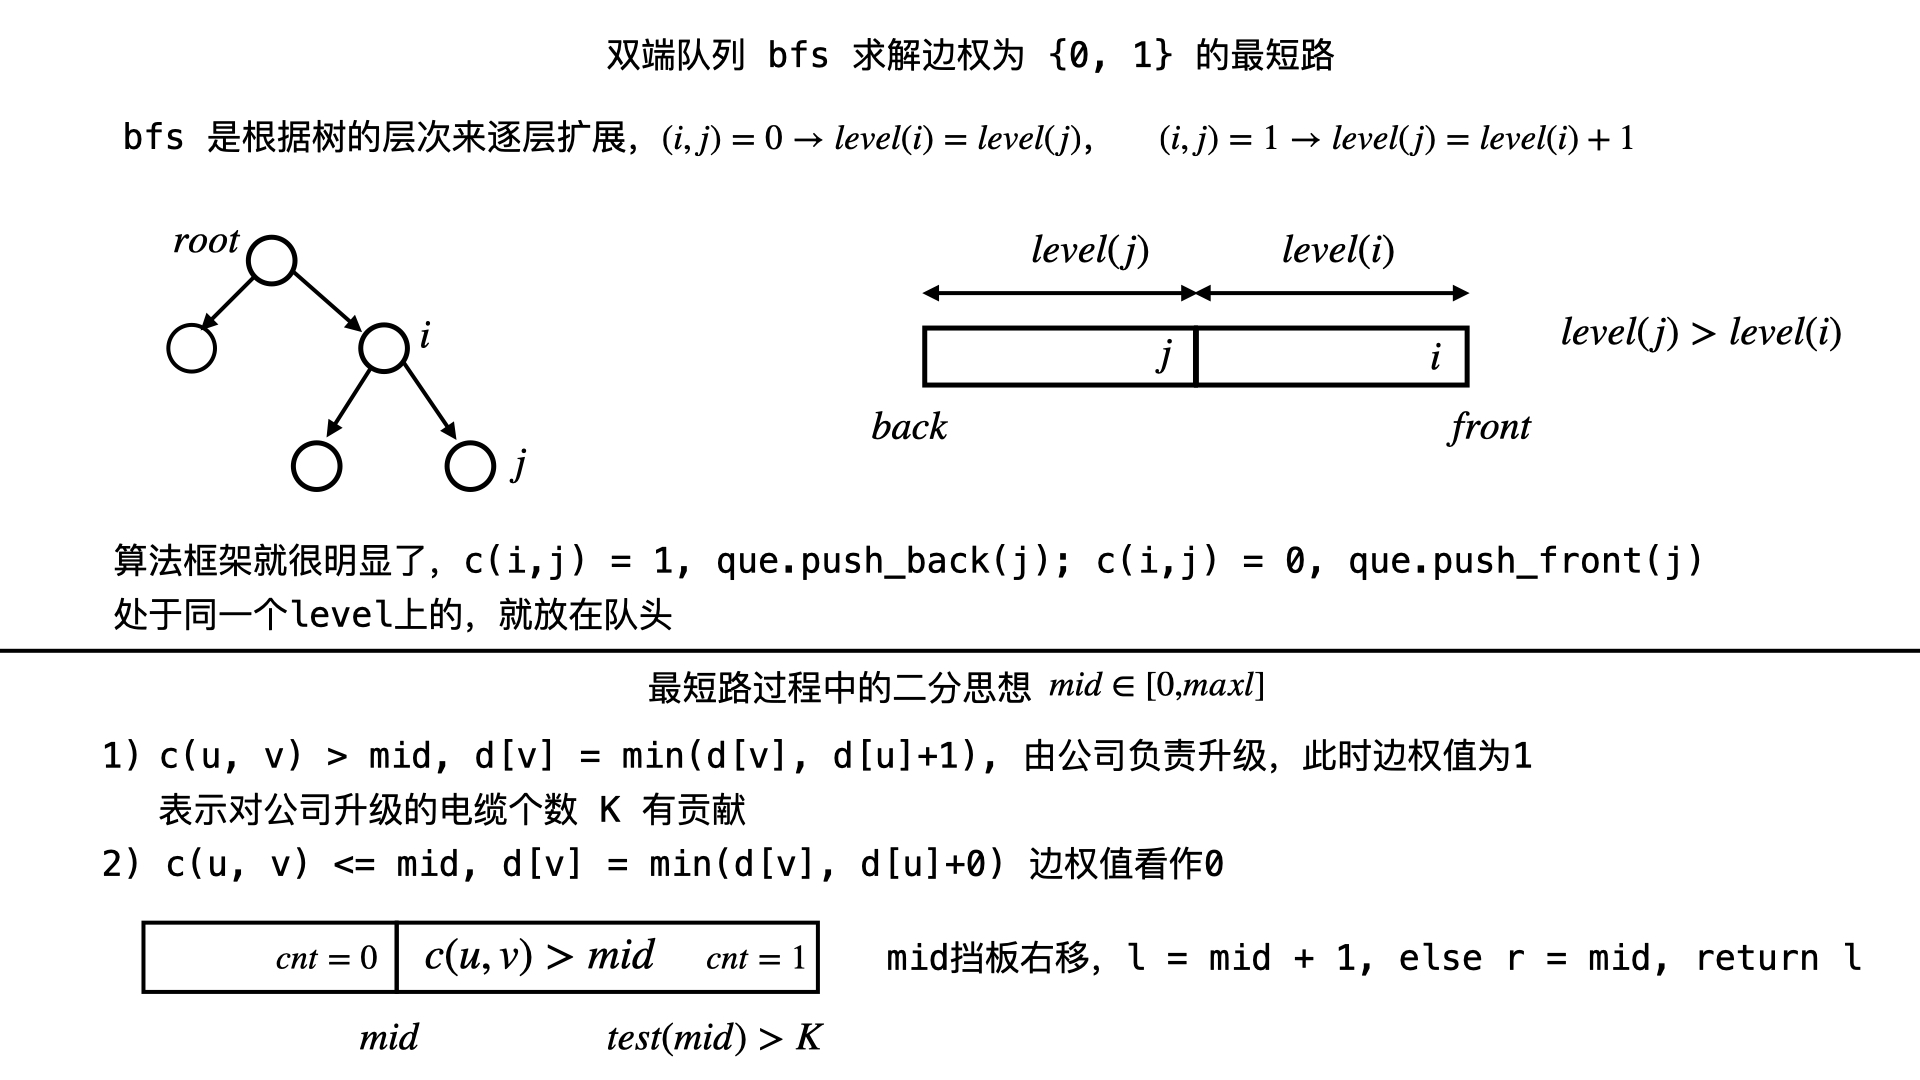 双端队列 bfs 求解边权为 {0, 1} 的最短路
bfs 是根据树的层次来逐层扩展，(i, j) = 0 → level(i) = level(j),  (i, j) = 1 → level(j) = level(i) + 1
root
i
j
level(j) level(i)
j i
level(j) > level(i)
back front
算法框架就很明显了，c(i,j) = 1, que.push_back(j); c(i,j) = 0, que.push_front(j)
处于同一个level上的，就放在队头
最短路过程中的二分思想 mid ∈ [0,maxl]
1) c(u, v) > mid, d[v] = min(d[v], d[u]+1), 由公司负责升级，此时边权值为1
表示对公司升级的电缆个数 K 有贡献
2) c(u, v) <= mid, d[v] = min(d[v], d[u]+0) 边权值看作0
cnt = 0 c(u, v) > mid cnt = 1
mid挡板右移，l = mid + 1, else r = mid, return l
mid test(mid) > K